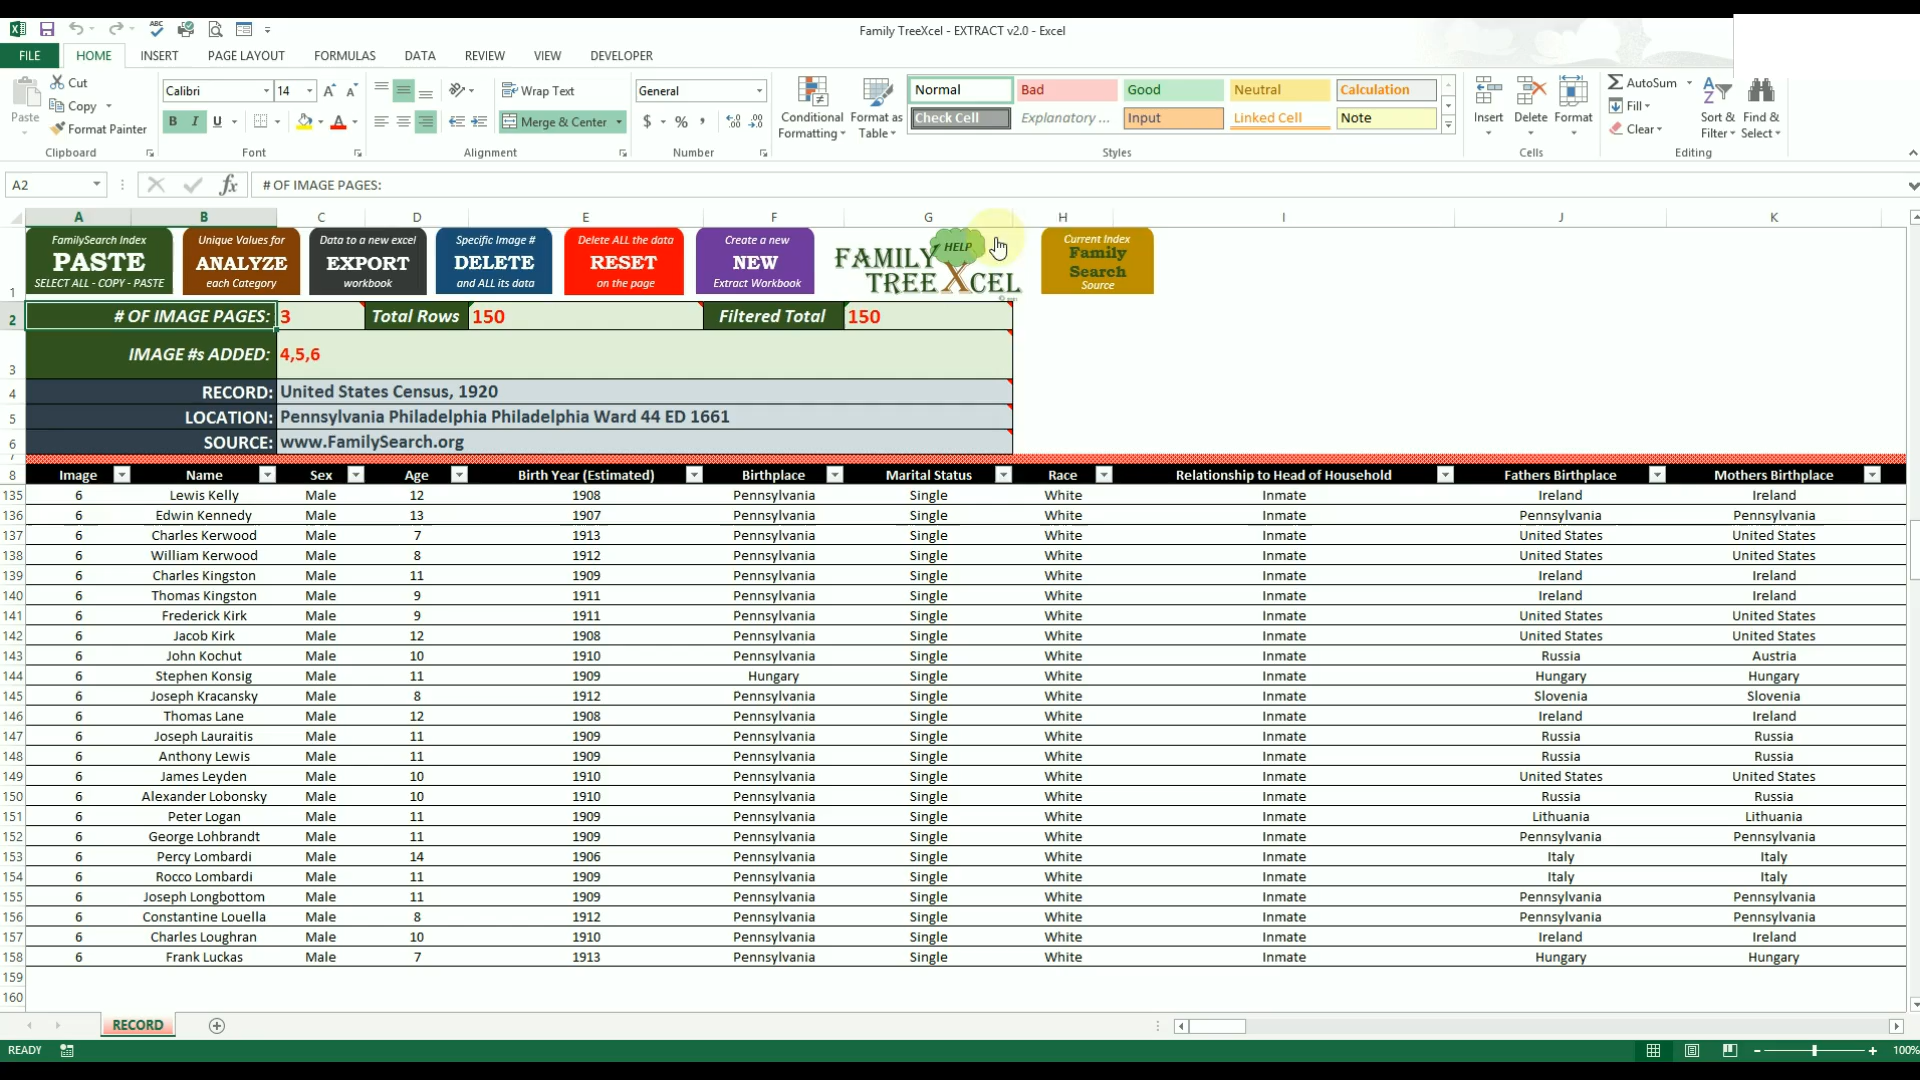 Family TreeXcel - EXTRACT v2.0 - Excel
FILE HOME INSERT PAGE LAYOUT FORMULAS DATA REVIEW VIEW DEVELOPER
Paste
Cut
Copy
Format Painter
Clipboard
Calibri 14
B I U
Font
Wrap Text
Merge & Center
Alignment
General
$ % ,
Number
Conditional Formatting
Format as Table
Normal Bad Good Neutral Calculation
Check Cell Explanatory ... Input Linked Cell Note
Styles
Insert Delete Format
Cells
AutoSum
Fill
Clear
Sort & Filter
Find & Select
Editing
A2 fx # OF IMAGE PAGES:
A B C D E F G H I J K
FamilySearch Index
PASTE
SELECT ALL - COPY - PASTE
Unique Values for
ANALYZE
each Category
Data to a new excel
EXPORT
workbook
Specific Image #
DELETE
and ALL its data
Delete ALL the data
RESET
on the page
Create a new
NEW
Extract Workbook
HELP
FAMILY
TREEXCEL
Current Index
Family
Search
Source
1
2 # OF IMAGE PAGES: 3 Total Rows 150 Filtered Total 150
3 IMAGE #s ADDED: 4,5,6
4 RECORD: United States Census, 1920
5 LOCATION: Pennsylvania Philadelphia Philadelphia Ward 44 ED 1661
6 SOURCE: www.FamilySearch.org
8 Image Name Sex Age Birth Year (Estimated) Birthplace Marital Status Race Relationship to Head of Household Fathers Birthplace Mothers Birthplace
135 6 Lewis Kelly Male 12 1908 Pennsylvania Single White Inmate Ireland Ireland
136 6 Edwin Kennedy Male 13 1907 Pennsylvania Single White Inmate Pennsylvania Pennsylvania
137 6 Charles Kerwood Male 7 1913 Pennsylvania Single White Inmate United States United States
138 6 William Kerwood Male 8 1912 Pennsylvania Single White Inmate United States United States
139 6 Charles Kingston Male 11 1909 Pennsylvania Single White Inmate Ireland Ireland
140 6 Thomas Kingston Male 9 1911 Pennsylvania Single White Inmate Ireland Ireland
141 6 Frederick Kirk Male 9 1911 Pennsylvania Single White Inmate United States United States
142 6 Jacob Kirk Male 12 1908 Pennsylvania Single White Inmate United States United States
143 6 John Kochut Male 10 1910 Pennsylvania Single White Inmate Russia Austria
144 6 Stephen Konsig Male 11 1909 Hungary Single White Inmate Hungary Hungary
145 6 Joseph Kracansky Male 8 1912 Pennsylvania Single White Inmate Slovenia Slovenia
146 6 Thomas Lane Male 12 1908 Pennsylvania Single White Inmate Ireland Ireland
147 6 Joseph Lauraitis Male 11 1909 Pennsylvania Single White Inmate Russia Russia
148 6 Anthony Lewis Male 11 1909 Pennsylvania Single White Inmate Russia Russia
149 6 James Leyden Male 10 1910 Pennsylvania Single White Inmate United States United States
150 6 Alexander Lobonsky Male 10 1910 Pennsylvania Single White Inmate Russia Russia
151 6 Peter Logan Male 11 1909 Pennsylvania Single White Inmate Lithuania Lithuania
152 6 George Lohbrandt Male 11 1909 Pennsylvania Single White Inmate Pennsylvania Pennsylvania
153 6 Percy Lombardi Male 14 1906 Pennsylvania Single White Inmate Italy Italy
154 6 Rocco Lombardi Male 11 1909 Pennsylvania Single White Inmate Italy Italy
155 6 Joseph Longbottom Male 11 1909 Pennsylvania Single White Inmate Pennsylvania Pennsylvania
156 6 Constantine Louella Male 8 1912 Pennsylvania Single White Inmate Pennsylvania Pennsylvania
157 6 Charles Loughran Male 10 1910 Pennsylvania Single White Inmate Ireland Ireland
158 6 Frank Luckas Male 7 1913 Pennsylvania Single White Inmate Hungary Hungary
159
160
RECORD
READY 100%